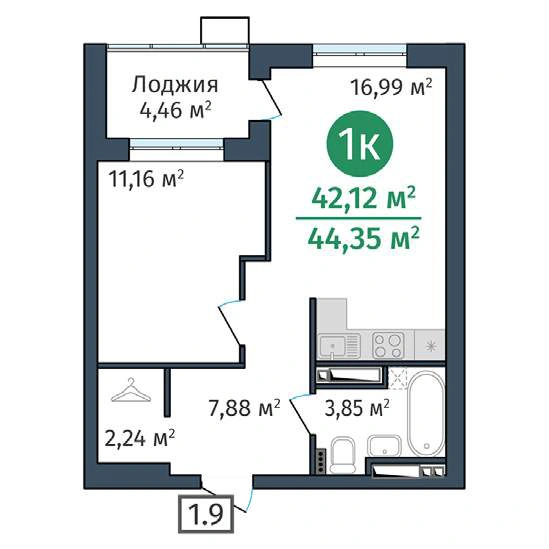 Лоджия
4,46 м²
16,99 м²
1к
11,16 м²
42,12 м²
44,35 м²
7,88 м²
3,85 м²
2,24 м²
1.9